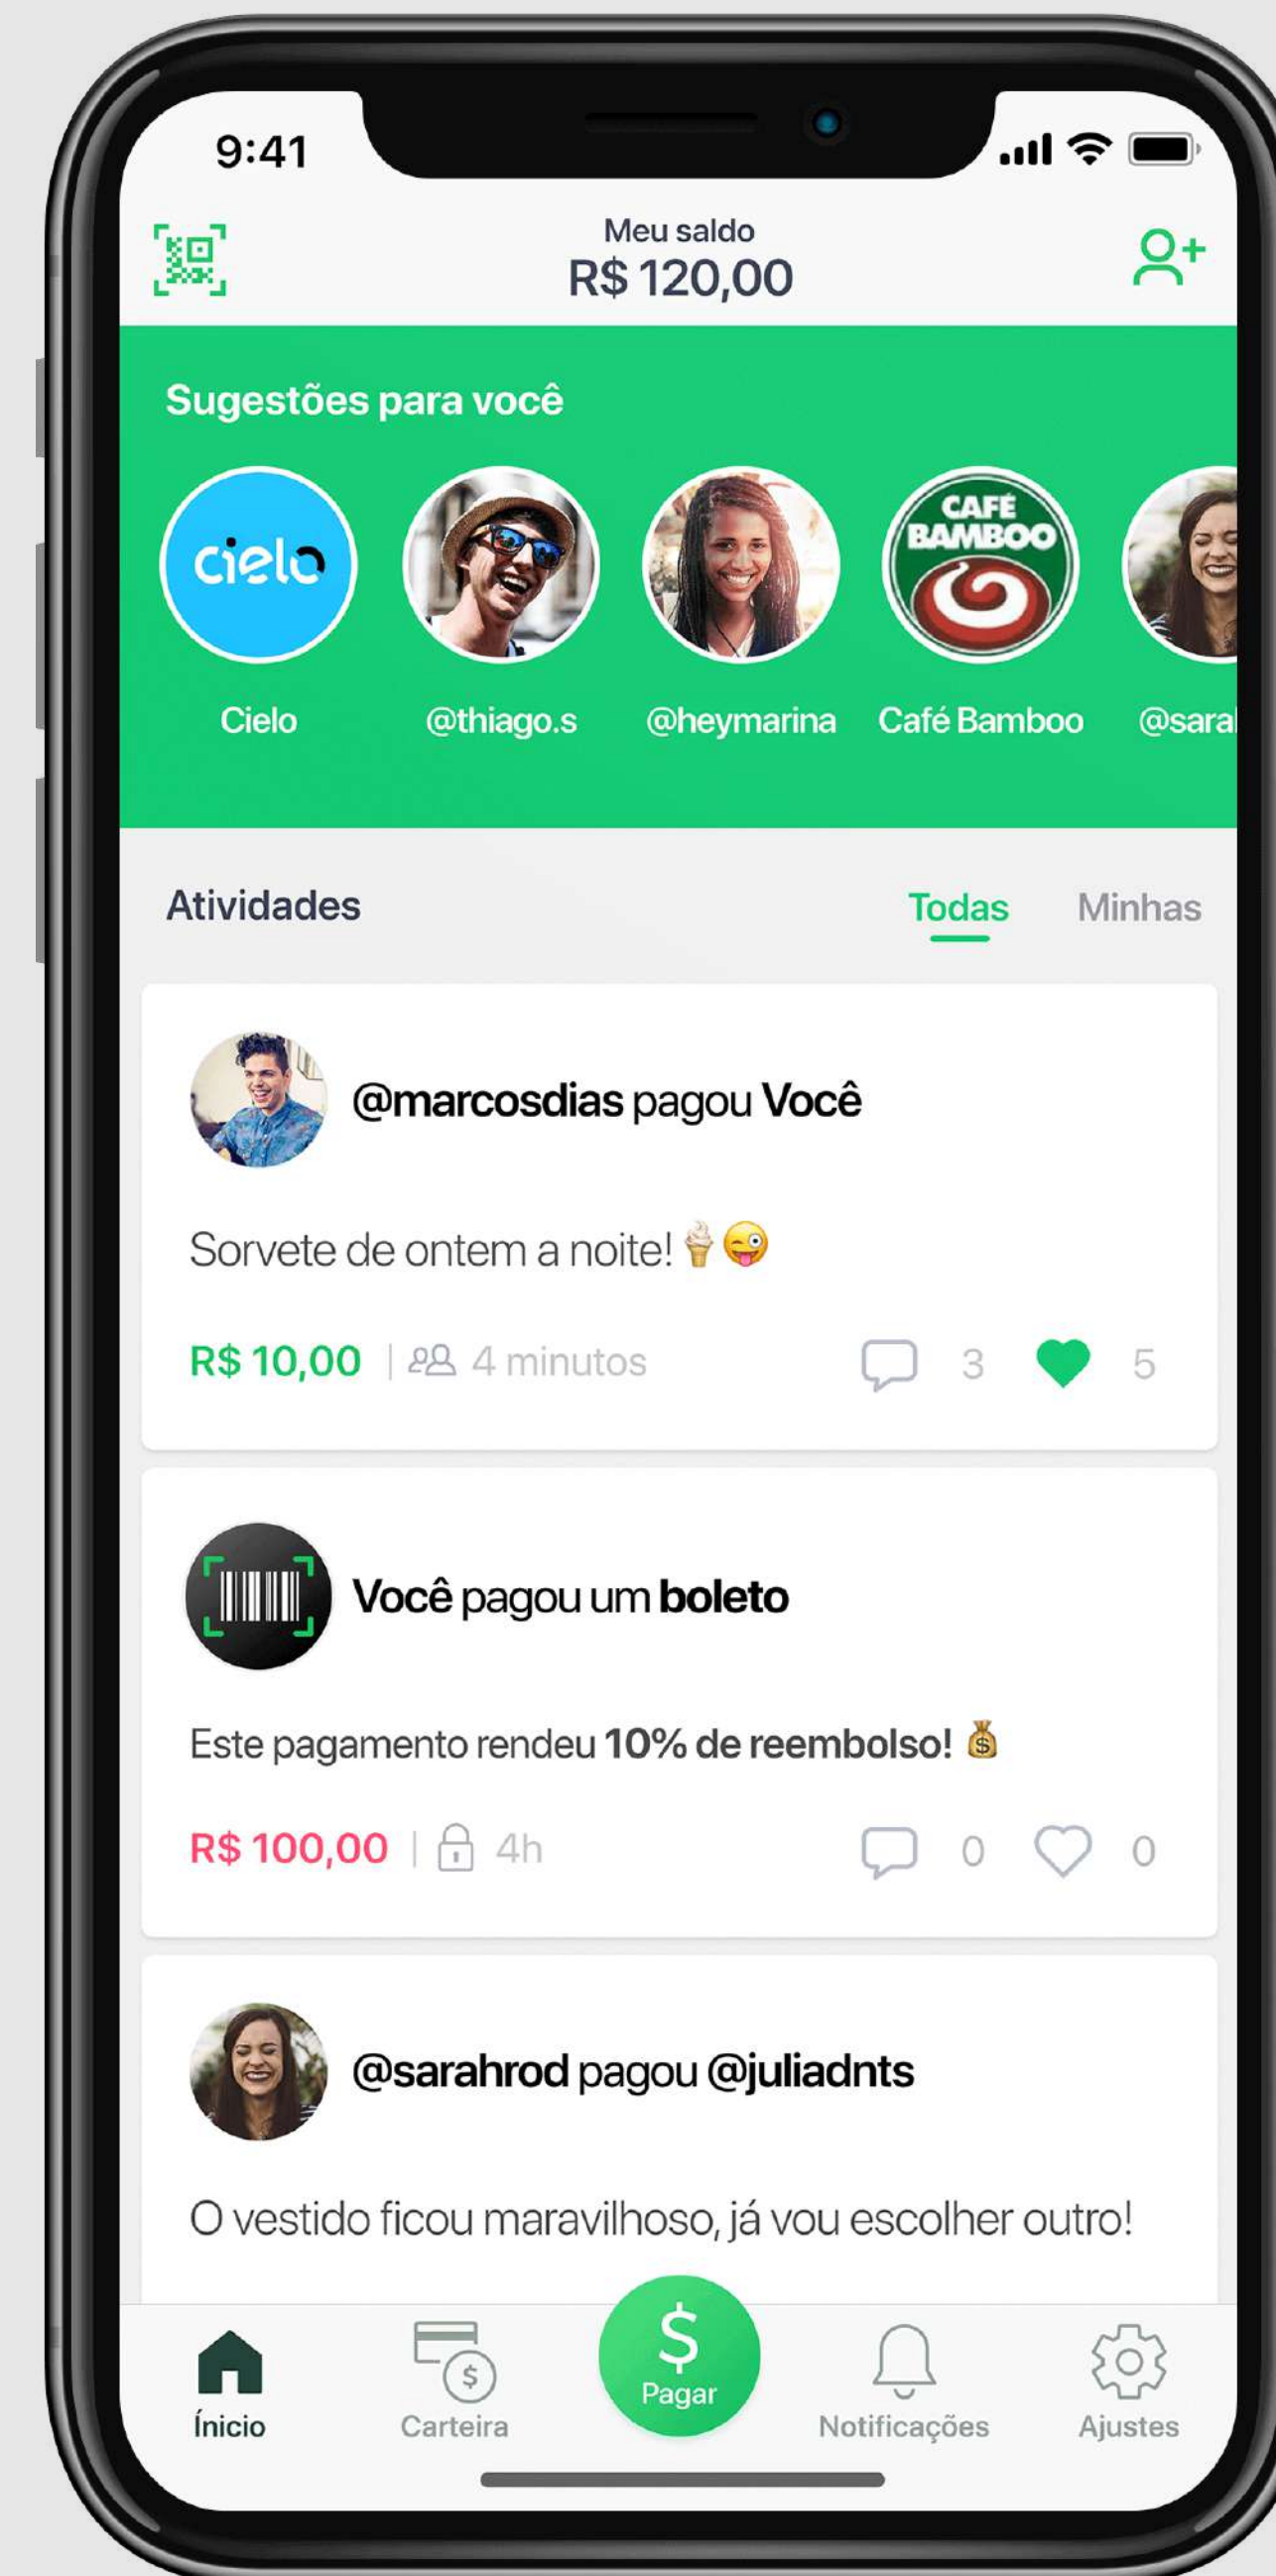 9:41
Meu saldo
R$ 120,00
Sugestões para você
cielo
CAFÉ
BAMBOO
Cielo
@thiago.s
@heymarina
Café Bamboo
@sara
Atividades
Todas
Minhas
@marcosdias pagou Você
Sorvete de ontem a noite! 🍦😜
R$ 10,00 | 4 minutos
3
5
Você pagou um boleto
Este pagamento rendeu 10% de reembolso! 💰
R$ 100,00 | 4h
0
0
@sarahrod pagou @juliadnts
O vestido ficou maravilhoso, já vou escolher outro!
$
Pagar
Ínicio
$
Carteira
Notificações
Ajustes